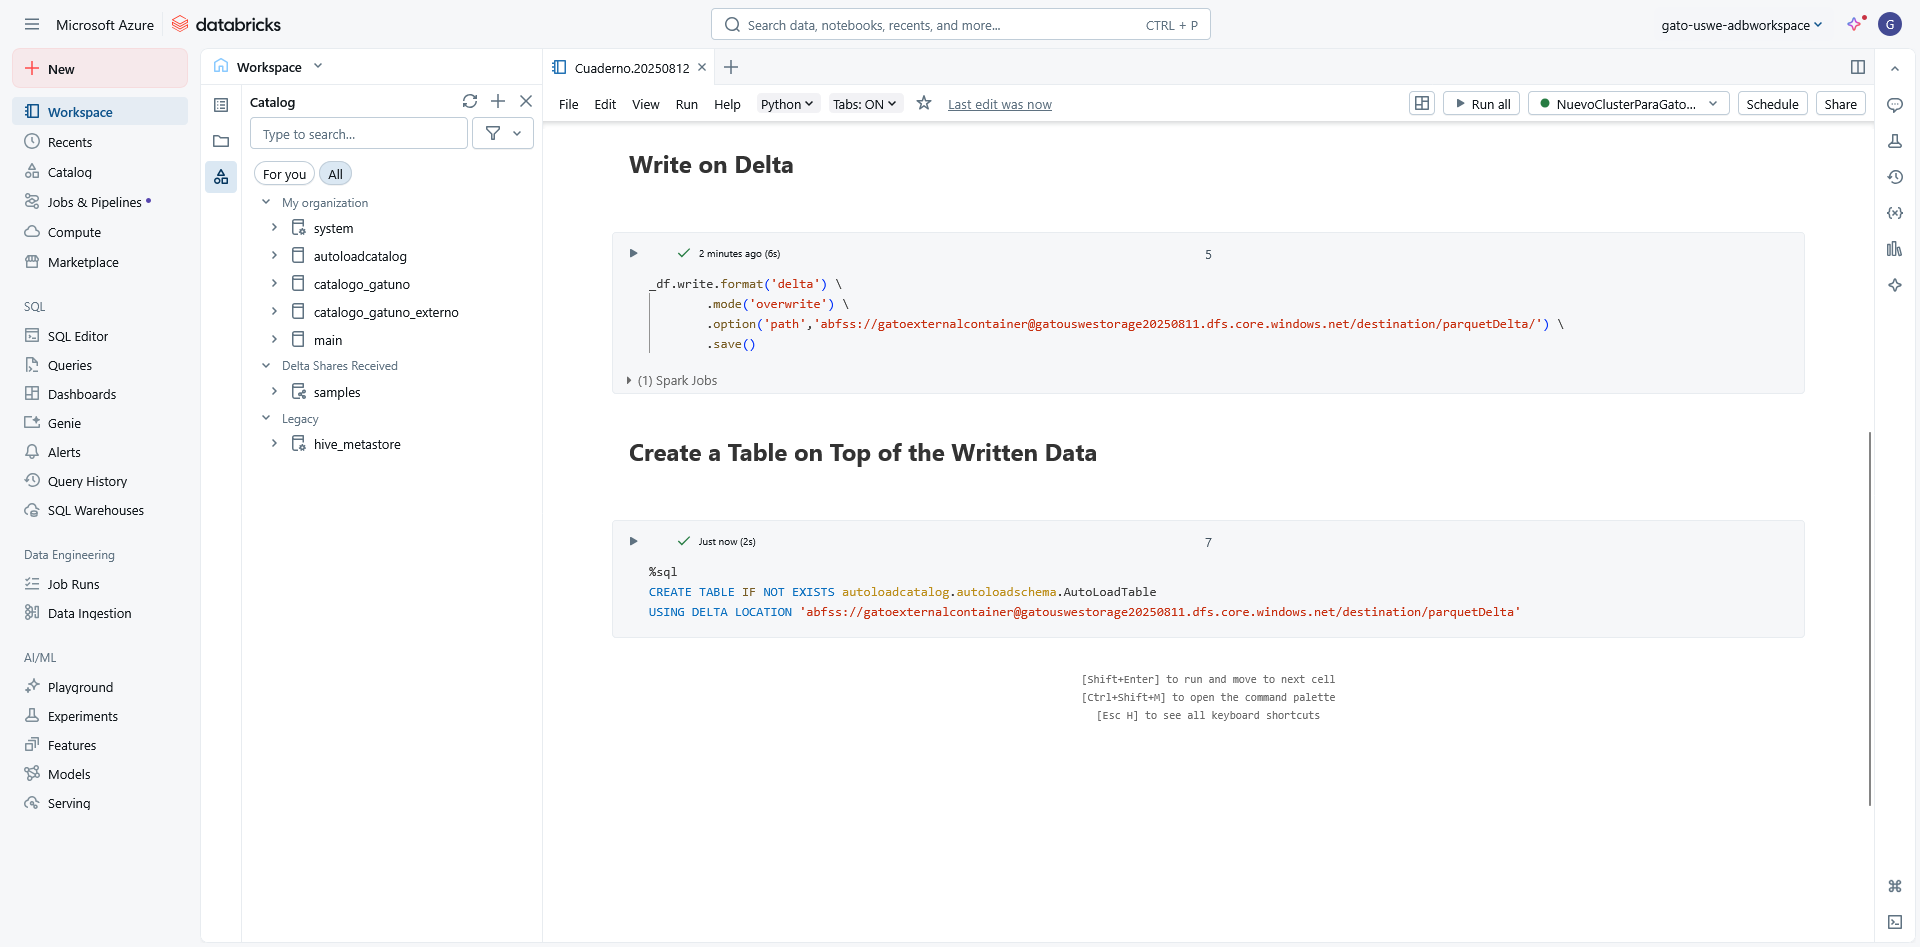 Microsoft Azure
databricks
Search data, notebooks, recents, and more...
CTRL + P
gato-uswe-adbworkspace
G
New
Workspace
Recents
Catalog
Jobs & Pipelines
Compute
Marketplace
SQL
SQL Editor
Queries
Dashboards
Genie
Alerts
Query History
SQL Warehouses
Data Engineering
Job Runs
Data Ingestion
AI/ML
Playground
Experiments
Features
Models
Serving
Workspace
Catalog
Type to search...
For you
All
My organization
system
autoloadcatalog
catalogo_gatuno
catalogo_gatuno_externo
main
Delta Shares Received
samples
Legacy
hive_metastore
Cuaderno.20250812
File Edit View Run Help Python Tabs: ON Last edit was now
Run all
NuevoClusterParaGato...
Schedule
Share
Write on Delta
2 minutes ago (6s)
5
_df.write.format('delta') \
.mode('overwrite') \
.option('path','abfss://gatoexternalcontainer@gatouswestorage20250811.dfs.core.windows.net/destination/parquetDelta/') \
.save()
(1) Spark Jobs
Create a Table on Top of the Written Data
Just now (2s)
7
%sql
CREATE TABLE IF NOT EXISTS autoloadcatalog.autoloadschema.AutoLoadTable
USING DELTA LOCATION 'abfss://gatoexternalcontainer@gatouswestorage20250811.dfs.core.windows.net/destination/parquetDelta'
[Shift+Enter] to run and move to next cell
[Ctrl+Shift+M] to open the command palette
[Esc H] to see all keyboard shortcuts